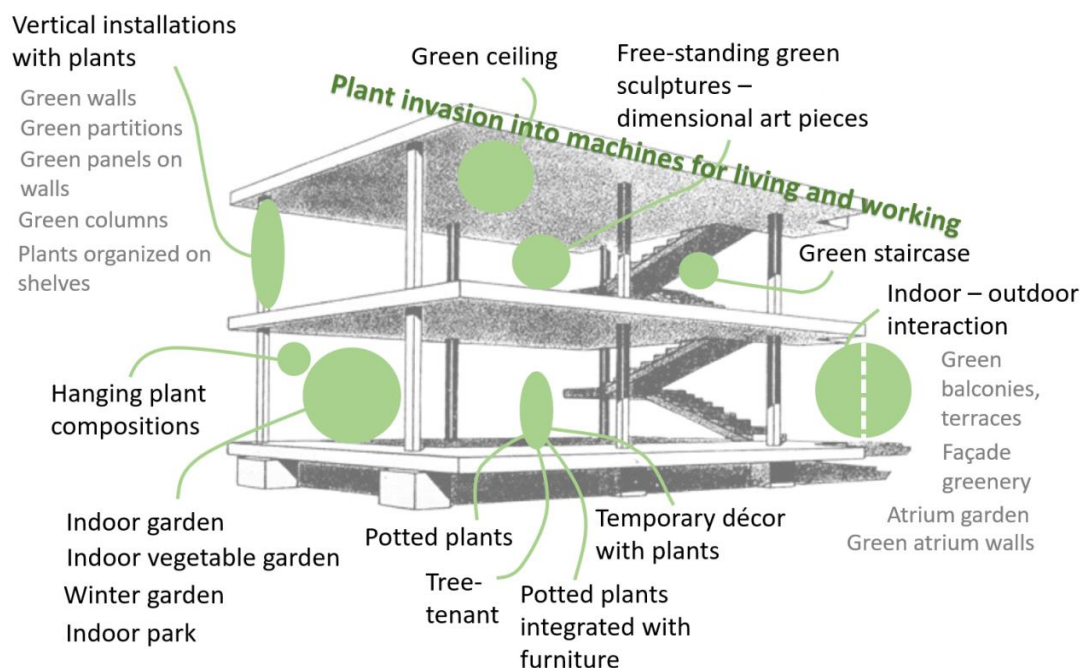 Vertical installations
with plants
Green walls
Green partitions
Green panels on
walls
Green columns
Plants organized on
shelves
Green ceiling
Free-standing green
sculptures –
dimensional art pieces
Plant invasion into machines for living and working
Green staircase
Indoor – outdoor
interaction
Green
balconies,
terraces
Façade
greenery
Atrium garden
Green atrium walls
Hanging plant
compositions
Indoor garden
Indoor vegetable garden
Winter garden
Indoor park
Potted plants
Tree-
tenant
Potted plants
integrated with
furniture
Temporary décor
with plants